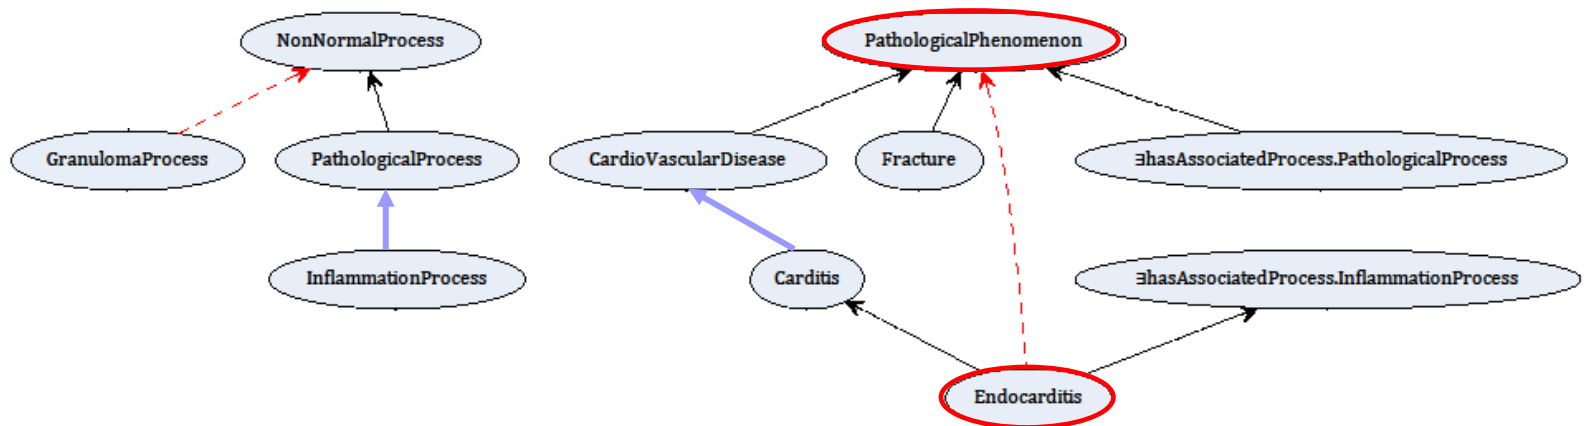 NonNormalProcess
PathologicalPhenomenon
GranulomaProcess
PathologicalProcess
CardioVascularDisease
Fracture
∃hasAssociatedProcess.PathologicalProcess
InflammationProcess
Carditis
∃hasAssociatedProcess.InflammationProcess
Endocarditis